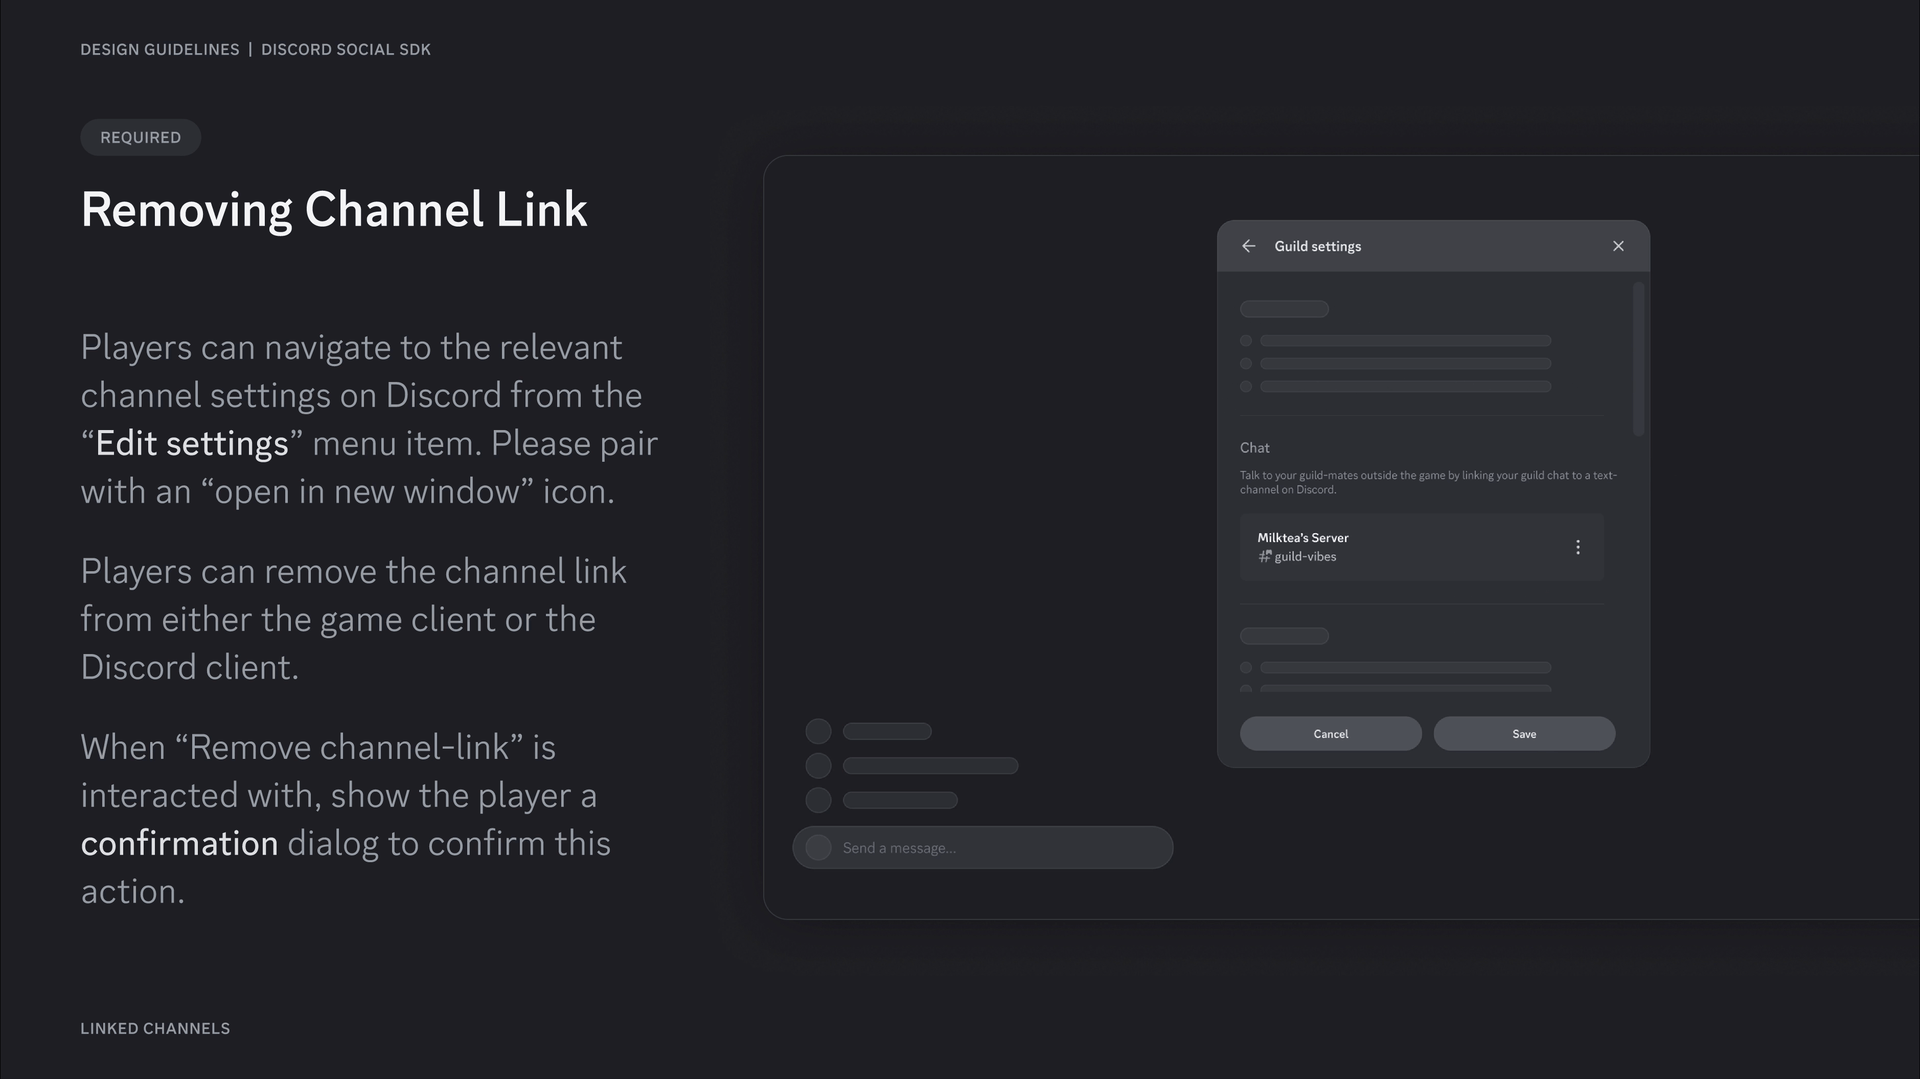 DESIGN GUIDELINES | DISCORD SOCIAL SDK
REQUIRED
Removing Channel Link
Players can navigate to the relevant
channel settings on Discord from the
“Edit settings” menu item. Please pair
with an “open in new window” icon.
Players can remove the channel link
from either the game client or the
Discord client.
When “Remove channel-link” is
interacted with, show the player a
confirmation dialog to confirm this
action.
Guild settings
Chat
Talk to your guild-mates outside the game by linking your guild chat to a text-
channel on Discord.
Milktea’s Server
guild-vibes
Cancel
Save
Send a message...
LINKED CHANNELS